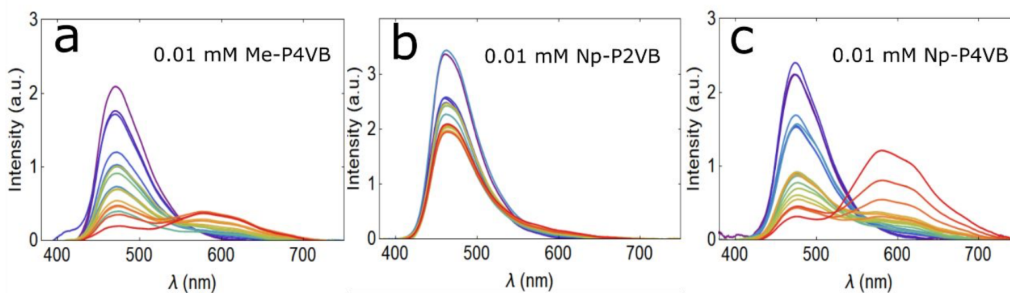 a
0.01 mM Me-P4VB
Intensity (a.u.)
3
2
1
0
400
500
600
700
λ (nm)
b
0.01 mM Np-P2VB
Intensity (a.u.)
3
2
1
0
400
500
600
700
λ (nm)
c
0.01 mM Np-P4VB
Intensity (a.u.)
3
2
1
0
400
500
600
700
λ (nm)